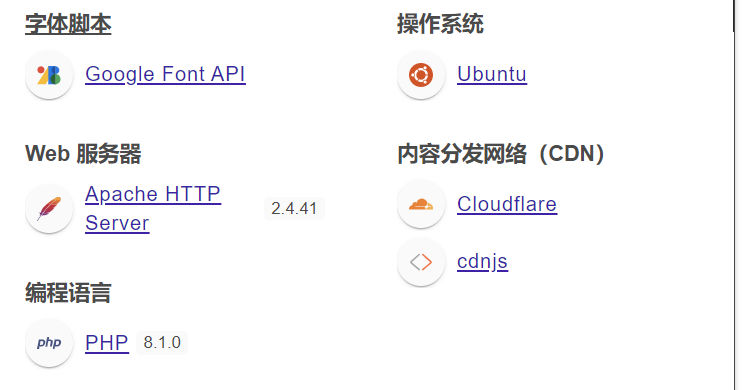 字体脚本
Google Font API
操作系统
Ubuntu
Web 服务器
Apache HTTP
Server
2.4.41
内容分发网络（CDN）
Cloudflare
cdnjs
编程语言
php
PHP
8.1.0